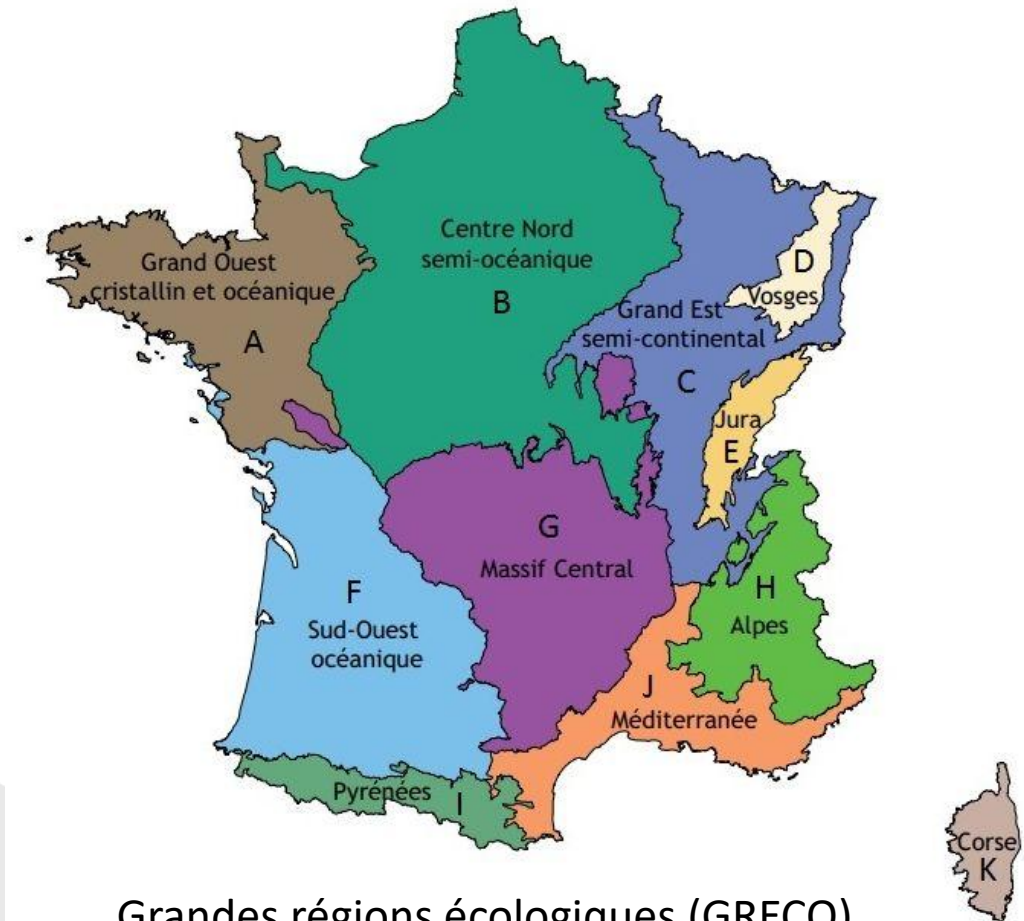 Centre Nord
semi-océanique
B
Grand Ouest
cristallin et océanique
A
D
Vosges
Grand Est
semi-continental
C
Jura
E
G
Massif Central
F
Sud-Ouest
océanique
H
Alpes
J
Méditerranée
Pyrénées I
Corse
K
Grandes régions écologiques (GRECO)